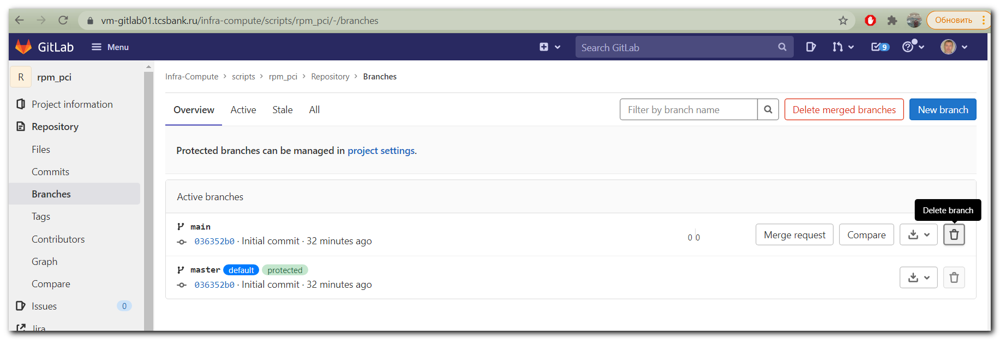 vm-gitlab01.tcsbank.ru/infra-compute/scripts/rpm_pci/-/branches
Обновить
GitLab
Menu
Search GitLab
9
R
rpm_pci
Project information
Repository
Files
Commits
Branches
Tags
Contributors
Graph
Compare
Issues
0
Jira
Infra-Compute > scripts > rpm_pci > Repository > Branches
Overview Active Stale All
Filter by branch name
Delete merged branches
New branch
Protected branches can be managed in project settings.
Active branches
Delete branch
main
036352b0 · Initial commit · 32 minutes ago
0 0
Merge request
Compare
master default protected
036352b0 · Initial commit · 32 minutes ago